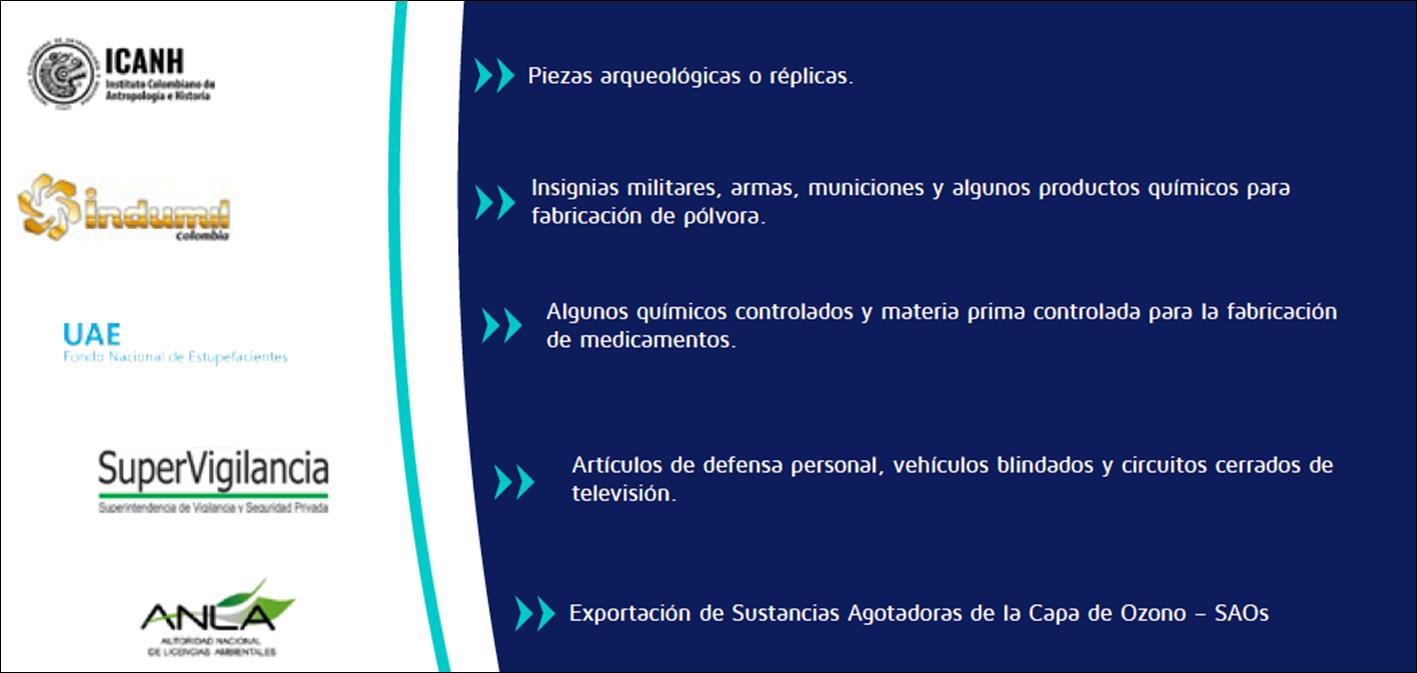 ICANH
Instituto Colombiano de
Antropología e Historia
Piezas arqueológicas o réplicas.
indumil
colombia
Insignias militares, armas, municiones y algunos productos químicos para
fabricación de pólvora.
UAE
Fondo Nacional de Estupefacientes
Algunos químicos controlados y materia prima controlada para la fabricación
de medicamentos.
SuperVigilancia
Superintendencia de Vigilancia y Seguridad Privada
Artículos de defensa personal, vehículos blindados y circuitos cerrados de
televisión.
ANLA
AUTORIDAD NACIONAL
DE LICENCIAS AMBIENTALES
Exportación de Sustancias Agotadoras de la Capa de Ozono – SAOs